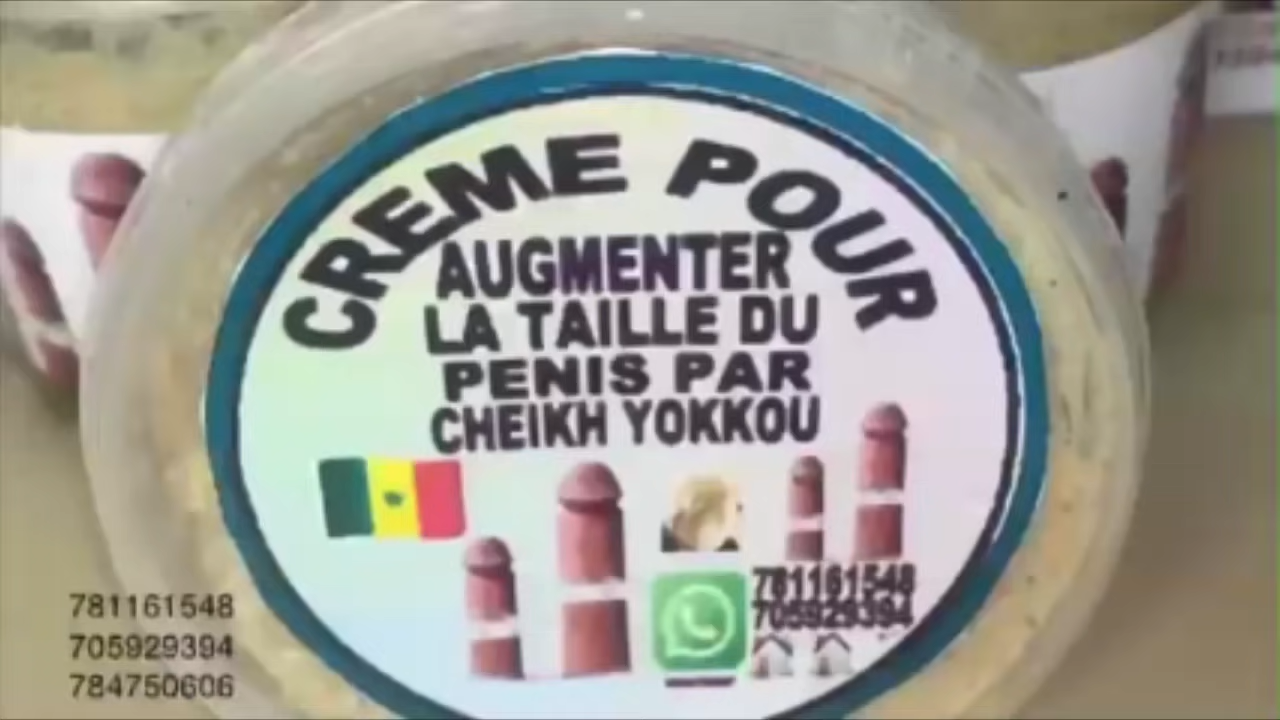 CREME POUR
AUGMENTER
LA TAILLE DU
PENIS PAR
CHEIKH YOKKOU
781161548
705929394
781161548
705929394
784750606